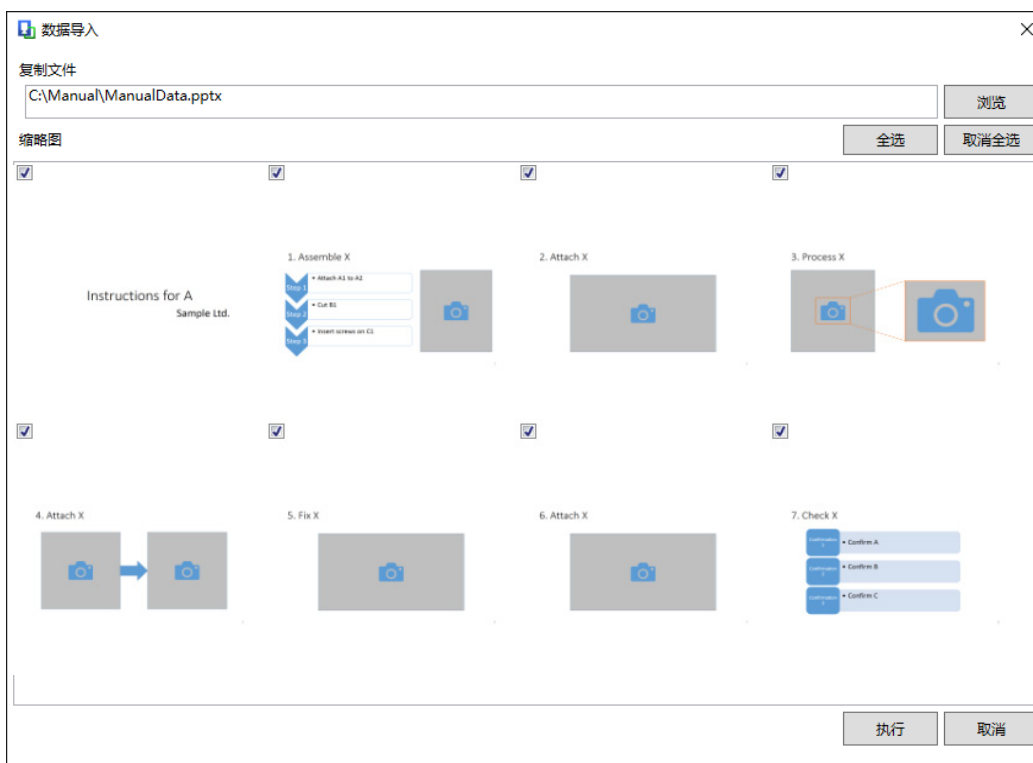 数据导入
复制文件
C:\Manual\ManualData.pptx
浏览
缩略图
全选
取消全选
Instructions for A
Sample Ltd.
1. Assemble X
Step 1
• Attach A1 to A2
Step 2
• Cut B1
Step 3
• Insert screws on C1
2. Attach X
3. Process X
4. Attach X
5. Fix X
6. Attach X
7. Check X
Confirmation
• Confirm A
Confirmation
• Confirm B
Confirmation
• Confirm C
执行
取消